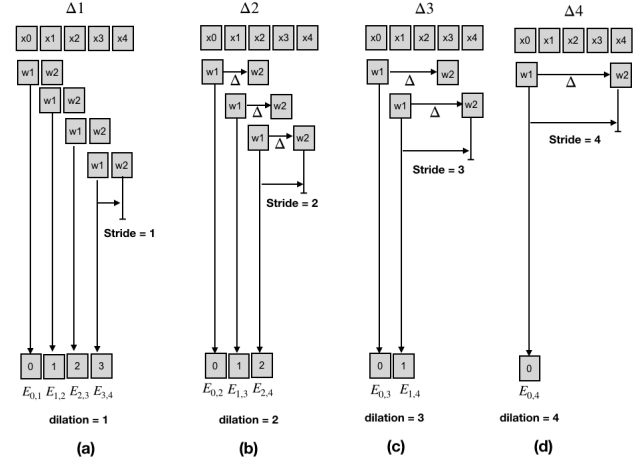 Δ1 Δ2 Δ3 Δ4
x0 x1 x2 x3 x4 x0 x1 x2 x3 x4 x0 x1 x2 x3 x4 x0 x1 x2 x3 x4
w1 w2 w1 Δ w2 w1 Δ w2 w1 Δ w2
w1 w2 w1 Δ w2 w1 Δ w2
w1 w2 w1 Δ w2
Stride = 4
w1 w2
Stride = 3
Stride = 2
Stride = 1
0 1 2 3 0 1 2 0 1 0
E0,1 E1,2 E2,3 E3,4 E0,2 E1,3 E2,4 E0,3 E1,4 E0,4
dilation = 1 dilation = 2 dilation = 3 dilation = 4
(a) (b) (c) (d)